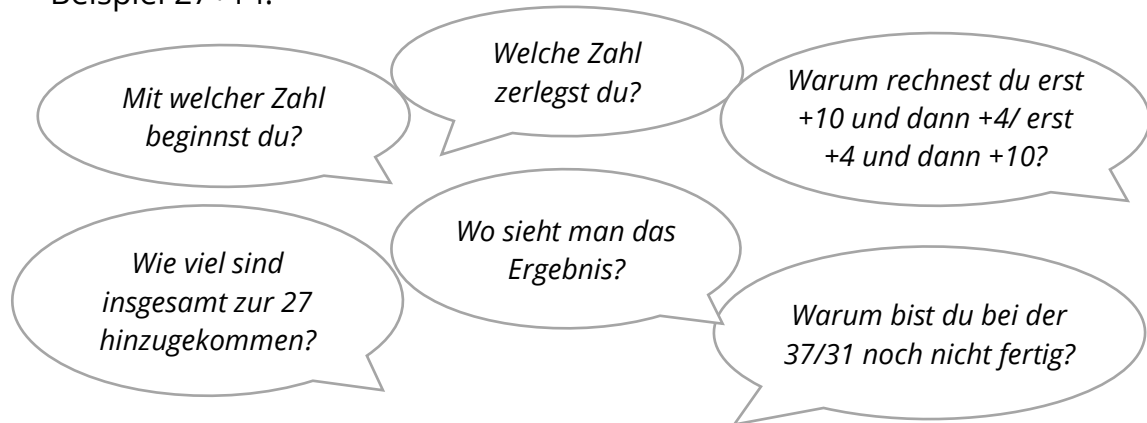 Beispiel 27+14:
Mit welcher Zahl
beginnst du?
Welche Zahl
zerlegst du?
Warum rechnest du erst
+10 und dann +4/ erst
+4 und dann +10?
Wie viel sind
insgesamt zur 27
hinzugekommen?
Wo sieht man das
Ergebnis?
Warum bist du bei der
37/31 noch nicht fertig?